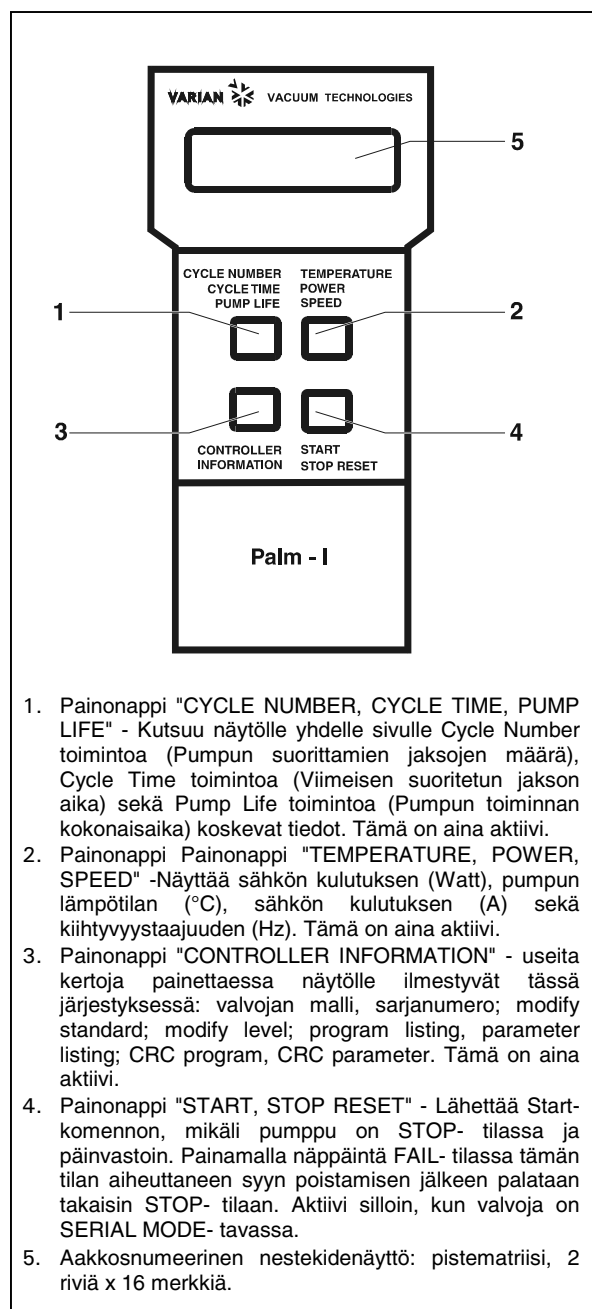 VARIAN VACUUM TECHNOLOGIES
5
CYCLE NUMBER
CYCLE TIME
PUMP LIFE
TEMPERATURE
POWER
SPEED
1
2
3
4
CONTROLLER
INFORMATION
START
STOP RESET
Palm - I
1. Painonappi "CYCLE NUMBER, CYCLE TIME, PUMP
LIFE" - Kutsuu näytölle yhdelle sivulle Cycle Number
toimintoa (Pumpun suorittamien jaksojen määrä),
Cycle Time toimintoa (Viimeisen suoritetun jakson
aika) sekä Pump Life toimintoa (Pumpun toiminnan
kokonaisaika) koskevat tiedot. Tämä on aina aktiivi.
2. Painonappi Painonappi "TEMPERATURE, POWER,
SPEED" -Näyttää sähkön kulutuksen (Watt), pumpun
lämpötilan (°C), sähkön kulutuksen (A) sekä
kiihtyvyystaajuuden (Hz). Tämä on aina aktiivi.
3. Painonappi "CONTROLLER INFORMATION" - useita
kertoja painettaessa näytölle ilmestyvät tässä
järjestyksessä: valvojan malli, sarjanumero; modify
standard; modify level; program listing, parameter
listing; CRC program, CRC parameter. Tämä on aina
aktiivi.
4. Painonappi "START, STOP RESET" - Lähettää Start-
komennon, mikäli pumppu on STOP- tilassa ja
päinvastoin. Painamalla näppäintä FAIL- tilassa tämän
tilan aiheuttaneen syyn poistamisen jälkeen palataan
takaisin STOP- tilaan. Aktiivi silloin, kun valvoja on
SERIAL MODE- tavassa.
5. Aakkosnumeerinen nestekidenäyttö: pistematriisi, 2
riviä x 16 merkkiä.